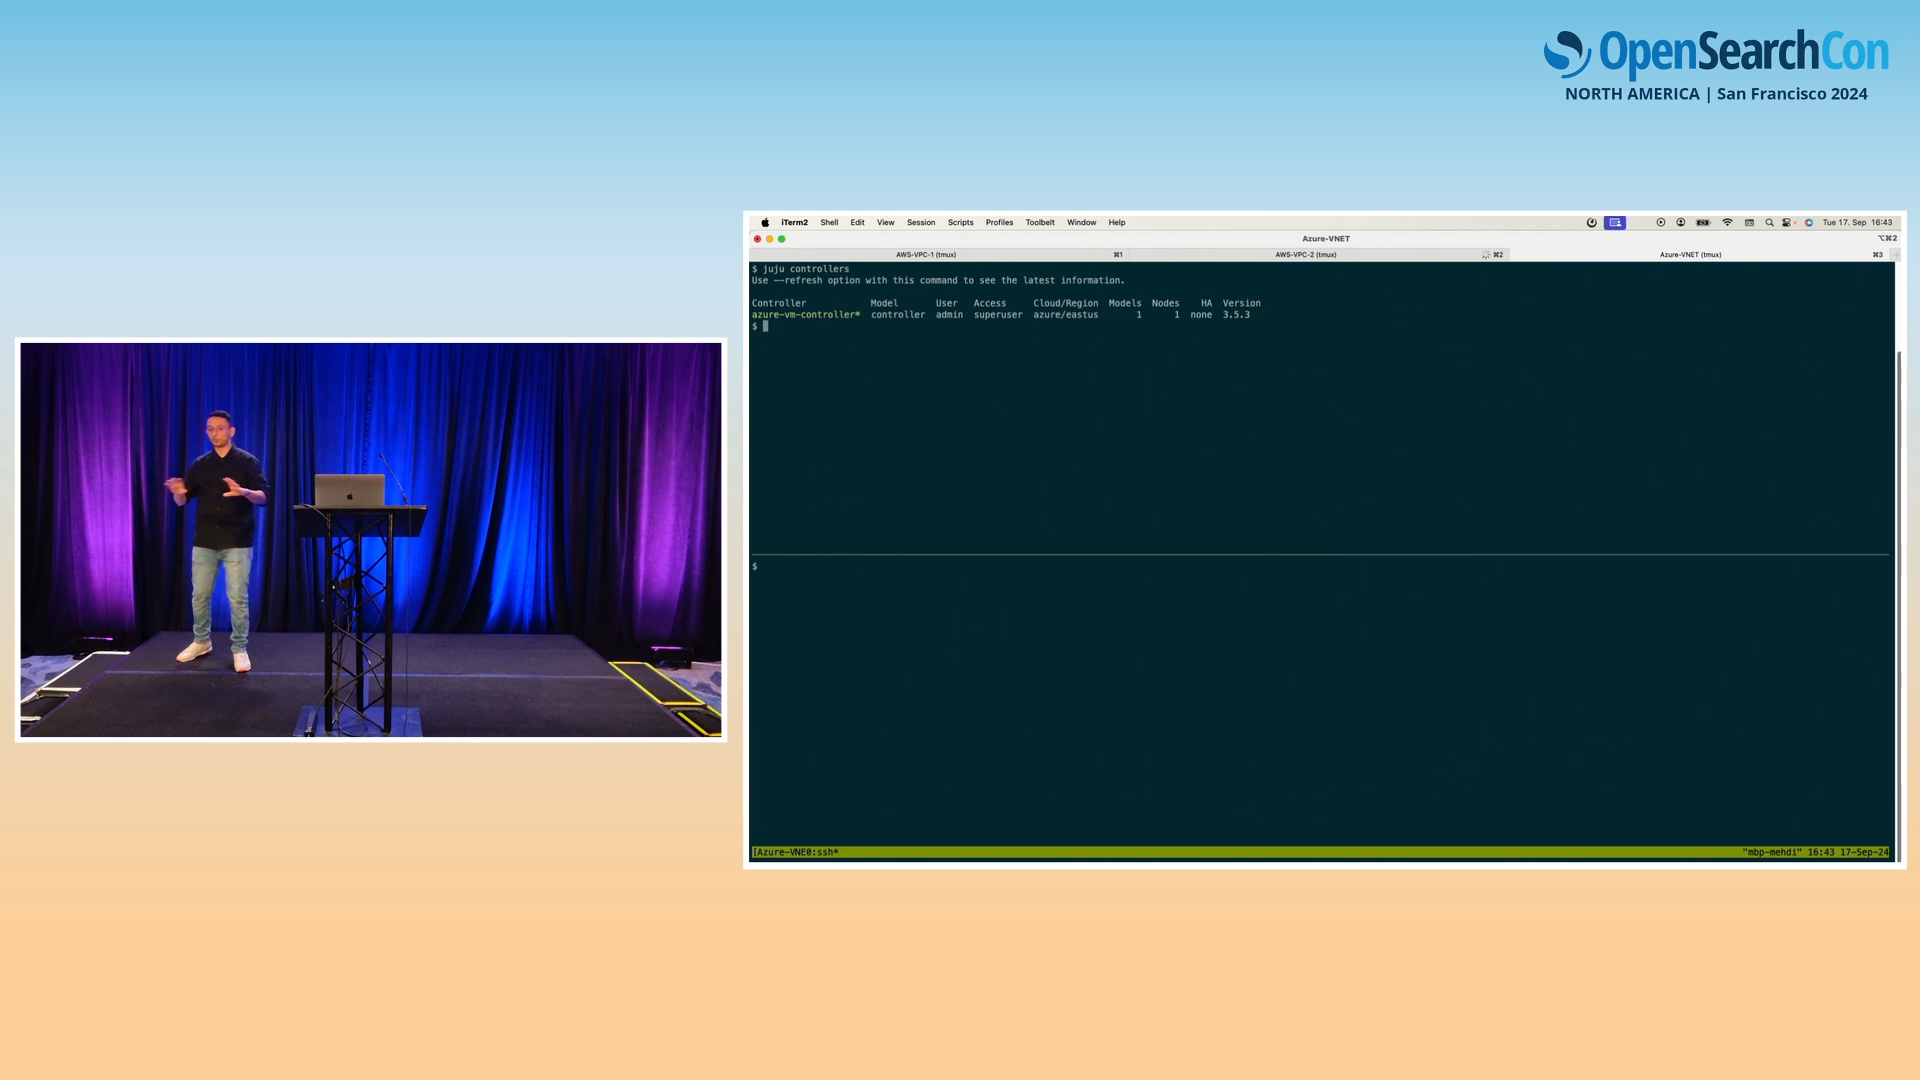 OpenSearchCon
NORTH AMERICA | San Francisco 2024
iTerm2 Shell Edit View Session Scripts Profiles Toolbelt Window Help Tue 17. Sep 16:43
Azure-VNET ⌥⌘2
AWS-VPC-1 (tmux) ⌘1 AWS-VPC-2 (tmux) ⌘2 Azure-VNET (tmux) ⌘3
$ juju controllers
Use --refresh option with this command to see the latest information.
Controller Model User Access Cloud/Region Models Nodes HA Version
azure-vm-controller* controller admin superuser azure/eastus 1 1 none 3.5.3
$
$
[Azure-VNE0:ssh* "mbp-mehdi" 16:43 17-Sep-24